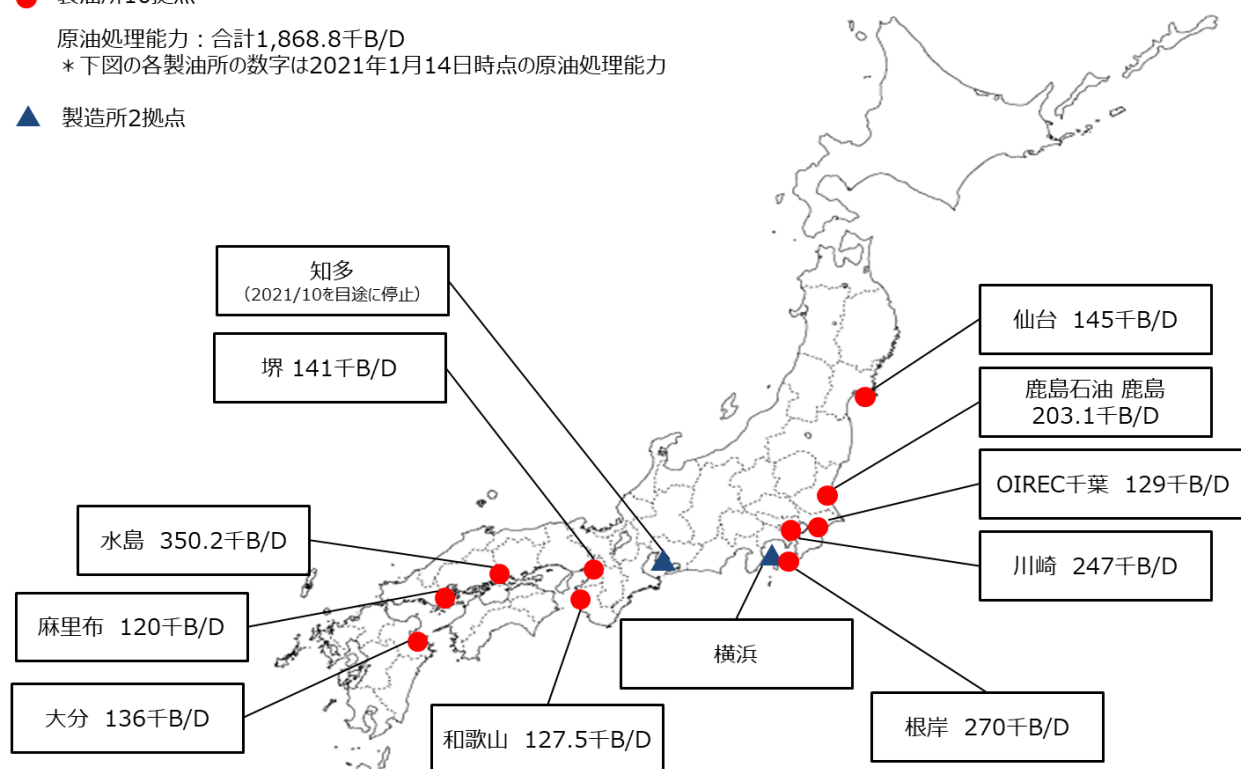 製油所10拠点
原油処理能力：合計1,868.8千B/D
＊下図の各製油所の数字は2021年1月14日時点の原油処理能力
製造所2拠点
知多
（2021/10を目途に停止）
堺 141千B/D
水島 350.2千B/D
麻里布 120千B/D
大分 136千B/D
和歌山 127.5千B/D
横浜
仙台 145千B/D
鹿島石油 鹿島
203.1千B/D
OIREC千葉 129千B/D
川崎 247千B/D
根岸 270千B/D